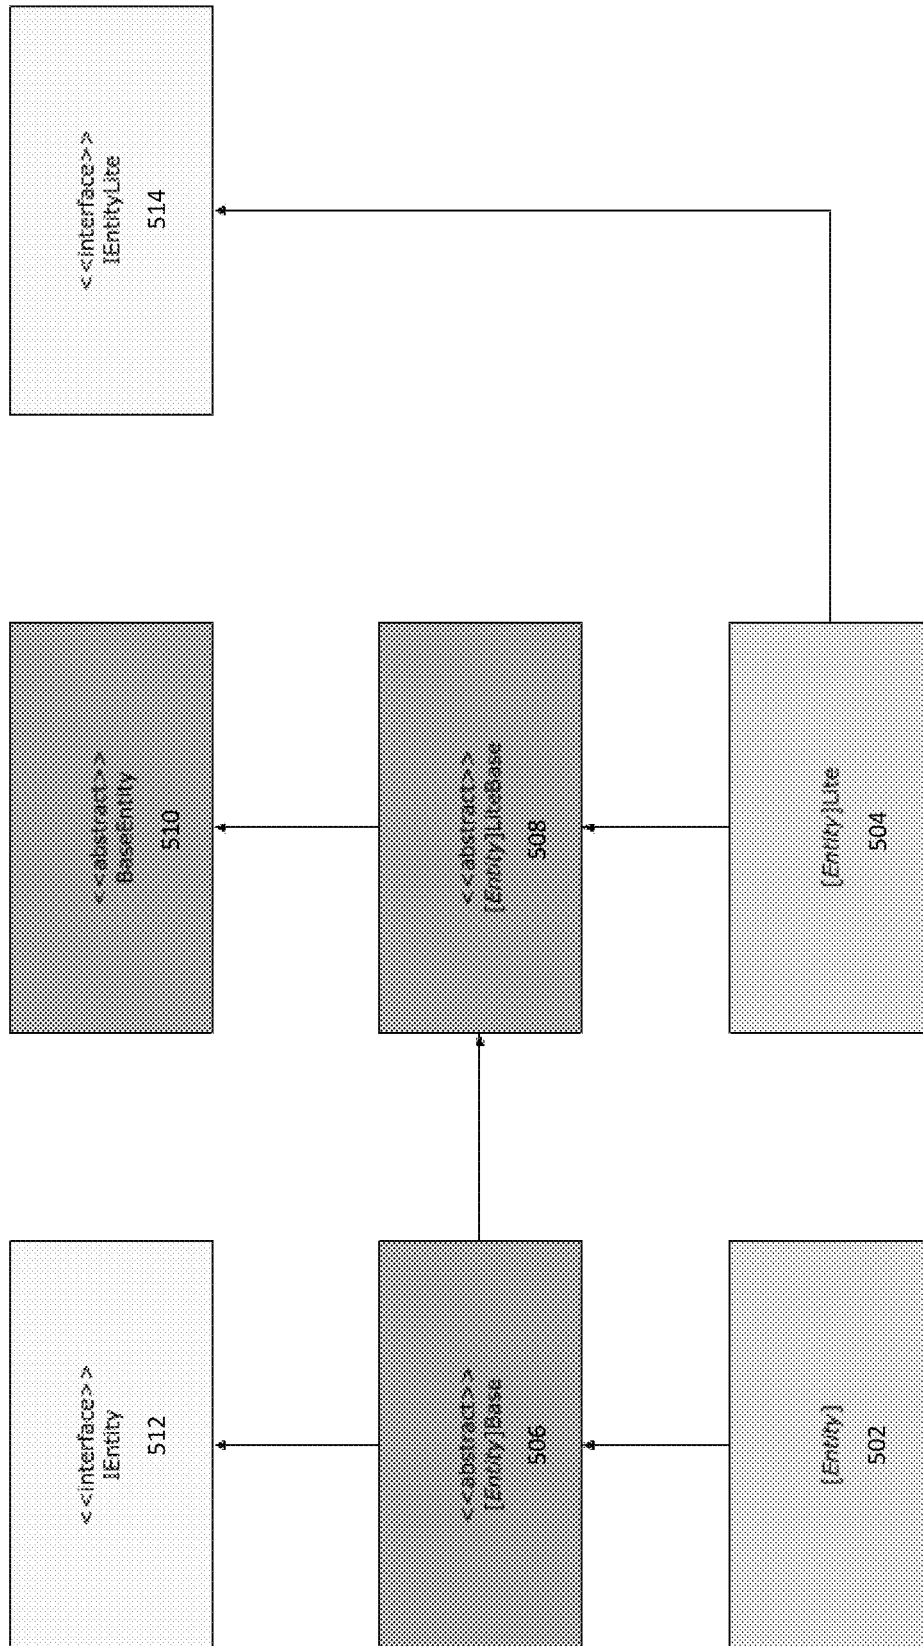 <<interface>>
IEntity
512
<<abstract>>
BaseEntity
510
<<interface>>
IEntityLite
514
<<abstract>>
[Entity]Base
506
<<abstract>>
[Entity]LiteBase
508
[Entity]
502
[Entity]Lite
504